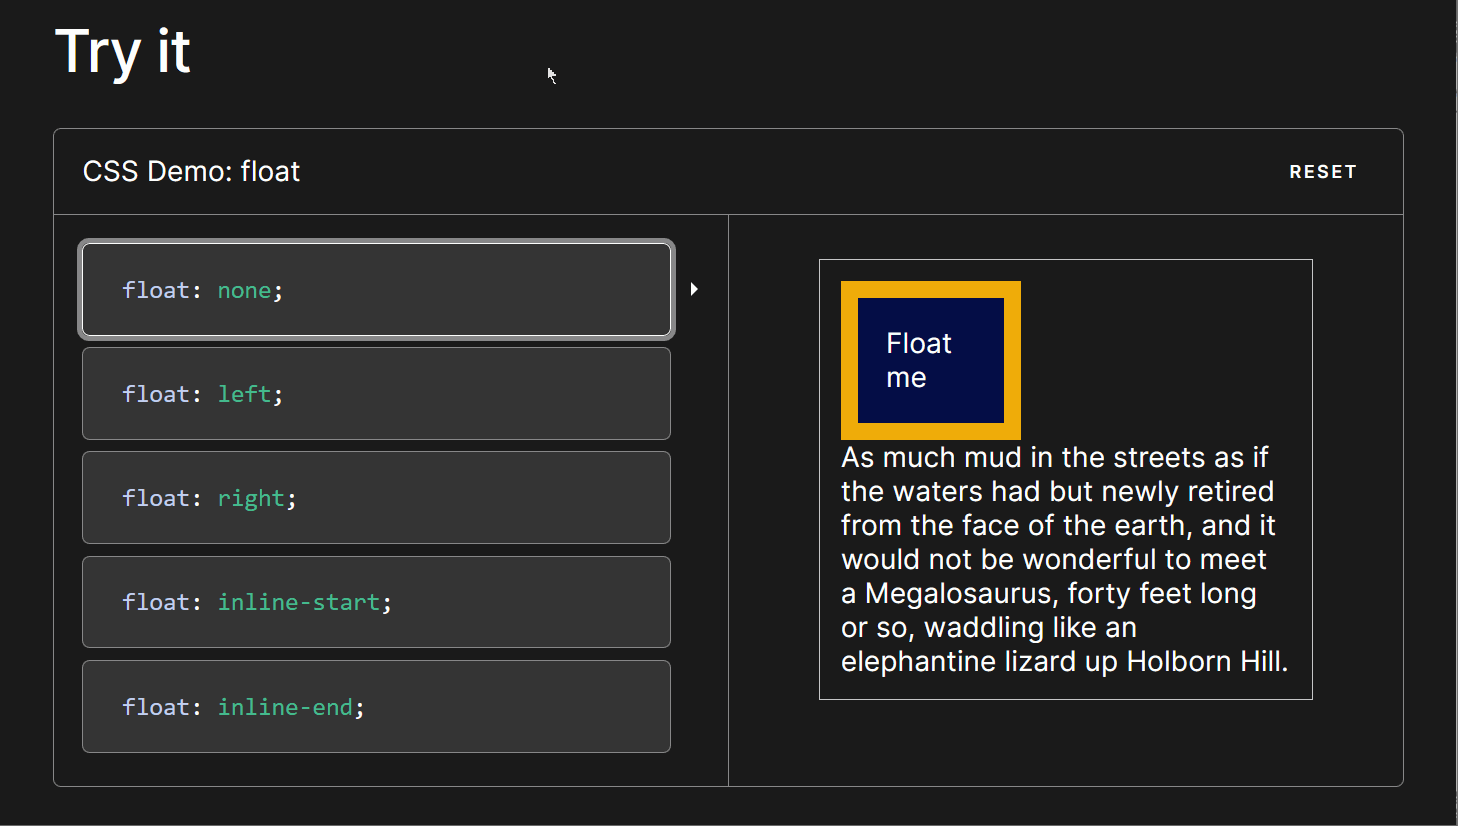 Try it
CSS Demo: float
RESET
float: none;
float: left;
float: right;
float: inline-start;
float: inline-end;
Float
me
As much mud in the streets as if
the waters had but newly retired
from the face of the earth, and it
would not be wonderful to meet
a Megalosaurus, forty feet long
or so, waddling like an
elephantine lizard up Holborn Hill.